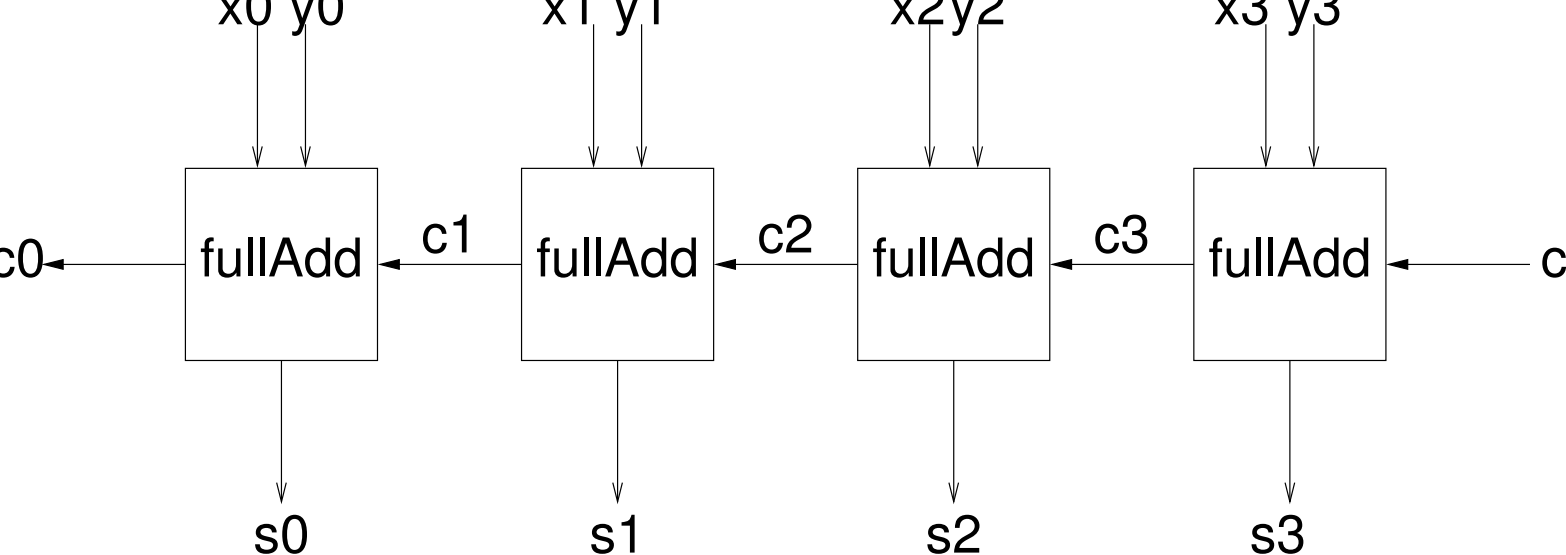 x0 y0 x1 y1 x2 y2 x3 y3
c1 c2 c3
c0 fullAdd fullAdd fullAdd fullAdd c
s0 s1 s2 s3